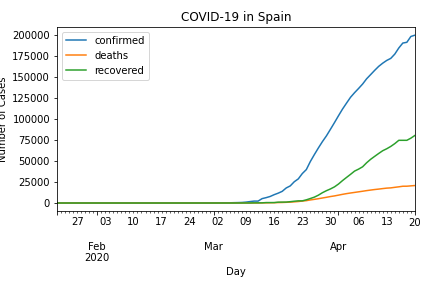 COVID-19 in Spain
confirmed
deaths
recovered
200000
175000
150000
125000
100000
75000
50000
25000
0
Number of Cases
27 03 10 17 24 02 09 16 23 30 06 13 20
Feb Mar Apr
2020
Day